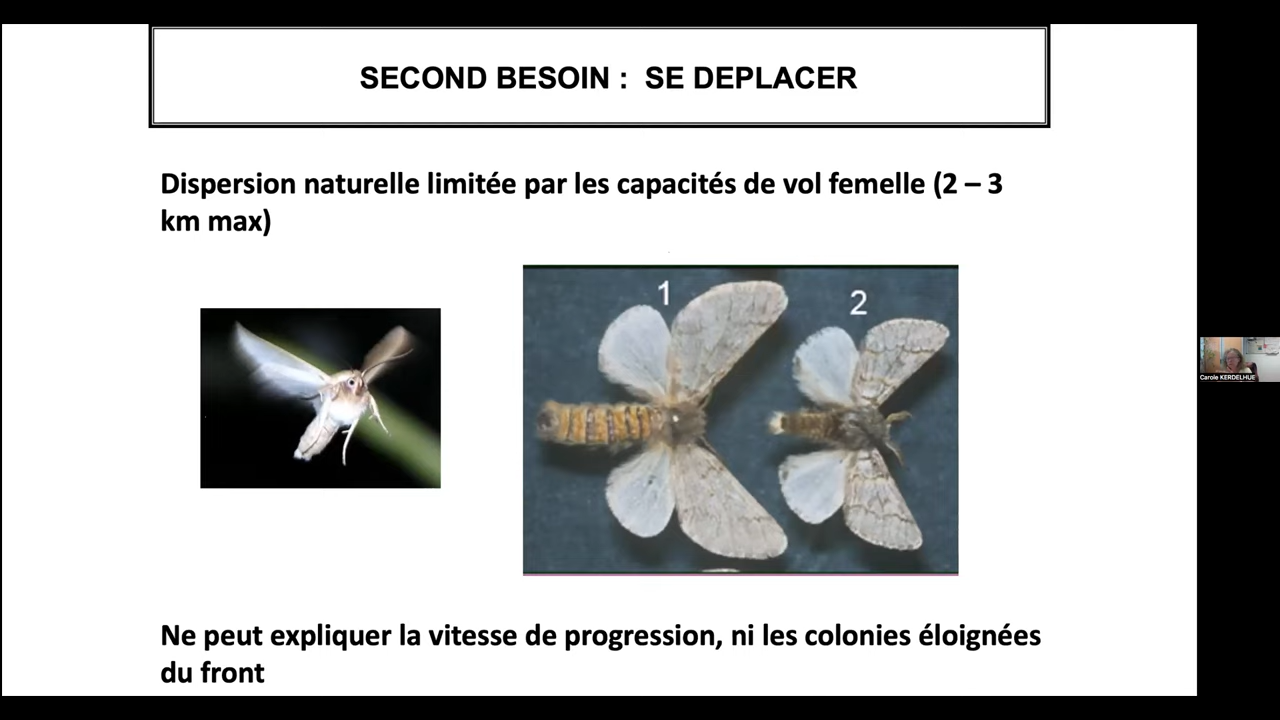 SECOND BESOIN : SE DEPLACER
Dispersion naturelle limitée par les capacités de vol femelle (2 – 3
km max)
1
2
Carole KERDELHUE
Ne peut expliquer la vitesse de progression, ni les colonies éloignées
du front